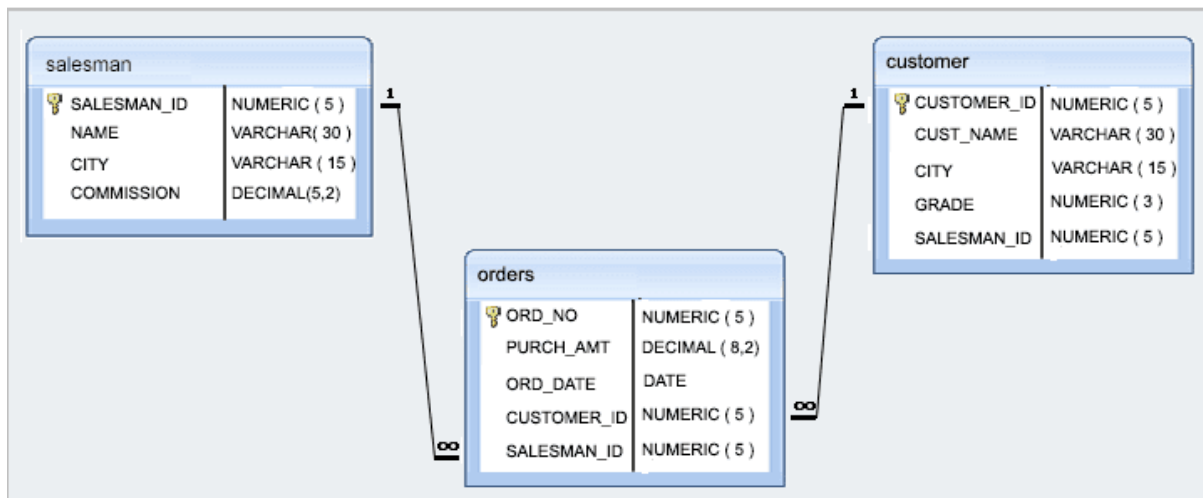 salesman
SALESMAN_ID NUMERIC ( 5 )
NAME VARCHAR( 30 )
CITY VARCHAR ( 15 )
COMMISSION DECIMAL(5,2)
1
∞
customer
CUSTOMER_ID NUMERIC ( 5 )
CUST_NAME VARCHAR ( 30 )
CITY VARCHAR ( 15 )
GRADE NUMERIC ( 3 )
SALESMAN_ID NUMERIC ( 5 )
1
∞
orders
ORD_NO NUMERIC ( 5 )
PURCH_AMT DECIMAL ( 8,2)
ORD_DATE DATE
CUSTOMER_ID NUMERIC ( 5 )
SALESMAN_ID NUMERIC ( 5 )